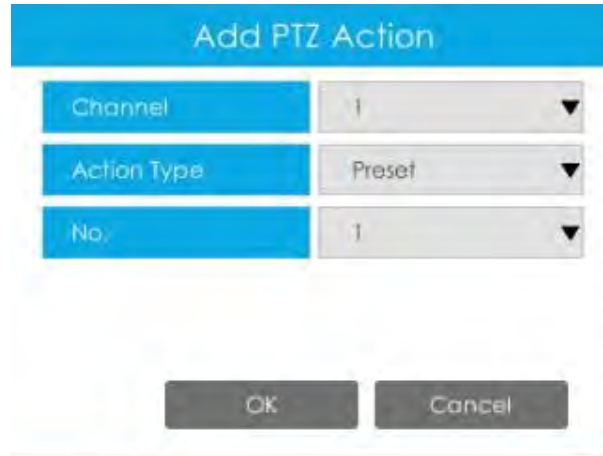 Add PTZ Action
Channel 1
Action Type Preset
No. 1
OK Cancel